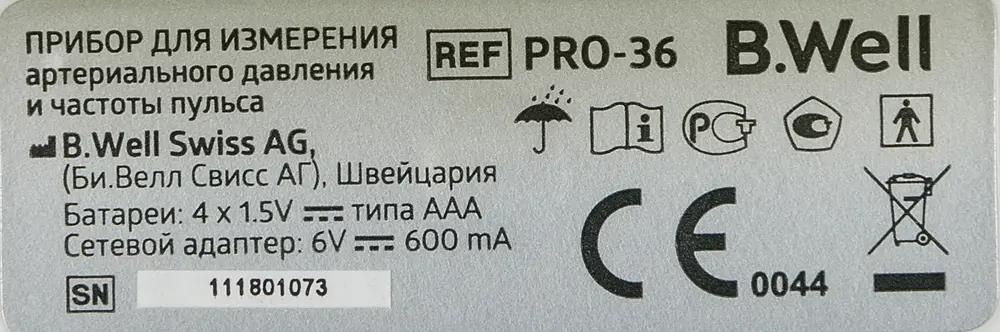 ПРИБОР ДЛЯ ИЗМЕРЕНИЯ
артериального давления
и частоты пульса
REF PRO-36
B.Well
B.Well Swiss AG,
(Би.Велл Свисс АГ), Швейцария
Батареи: 4 x 1.5V типа AAA
Сетевой адаптер: 6V 600 mA
SN 111801073
CE 0044